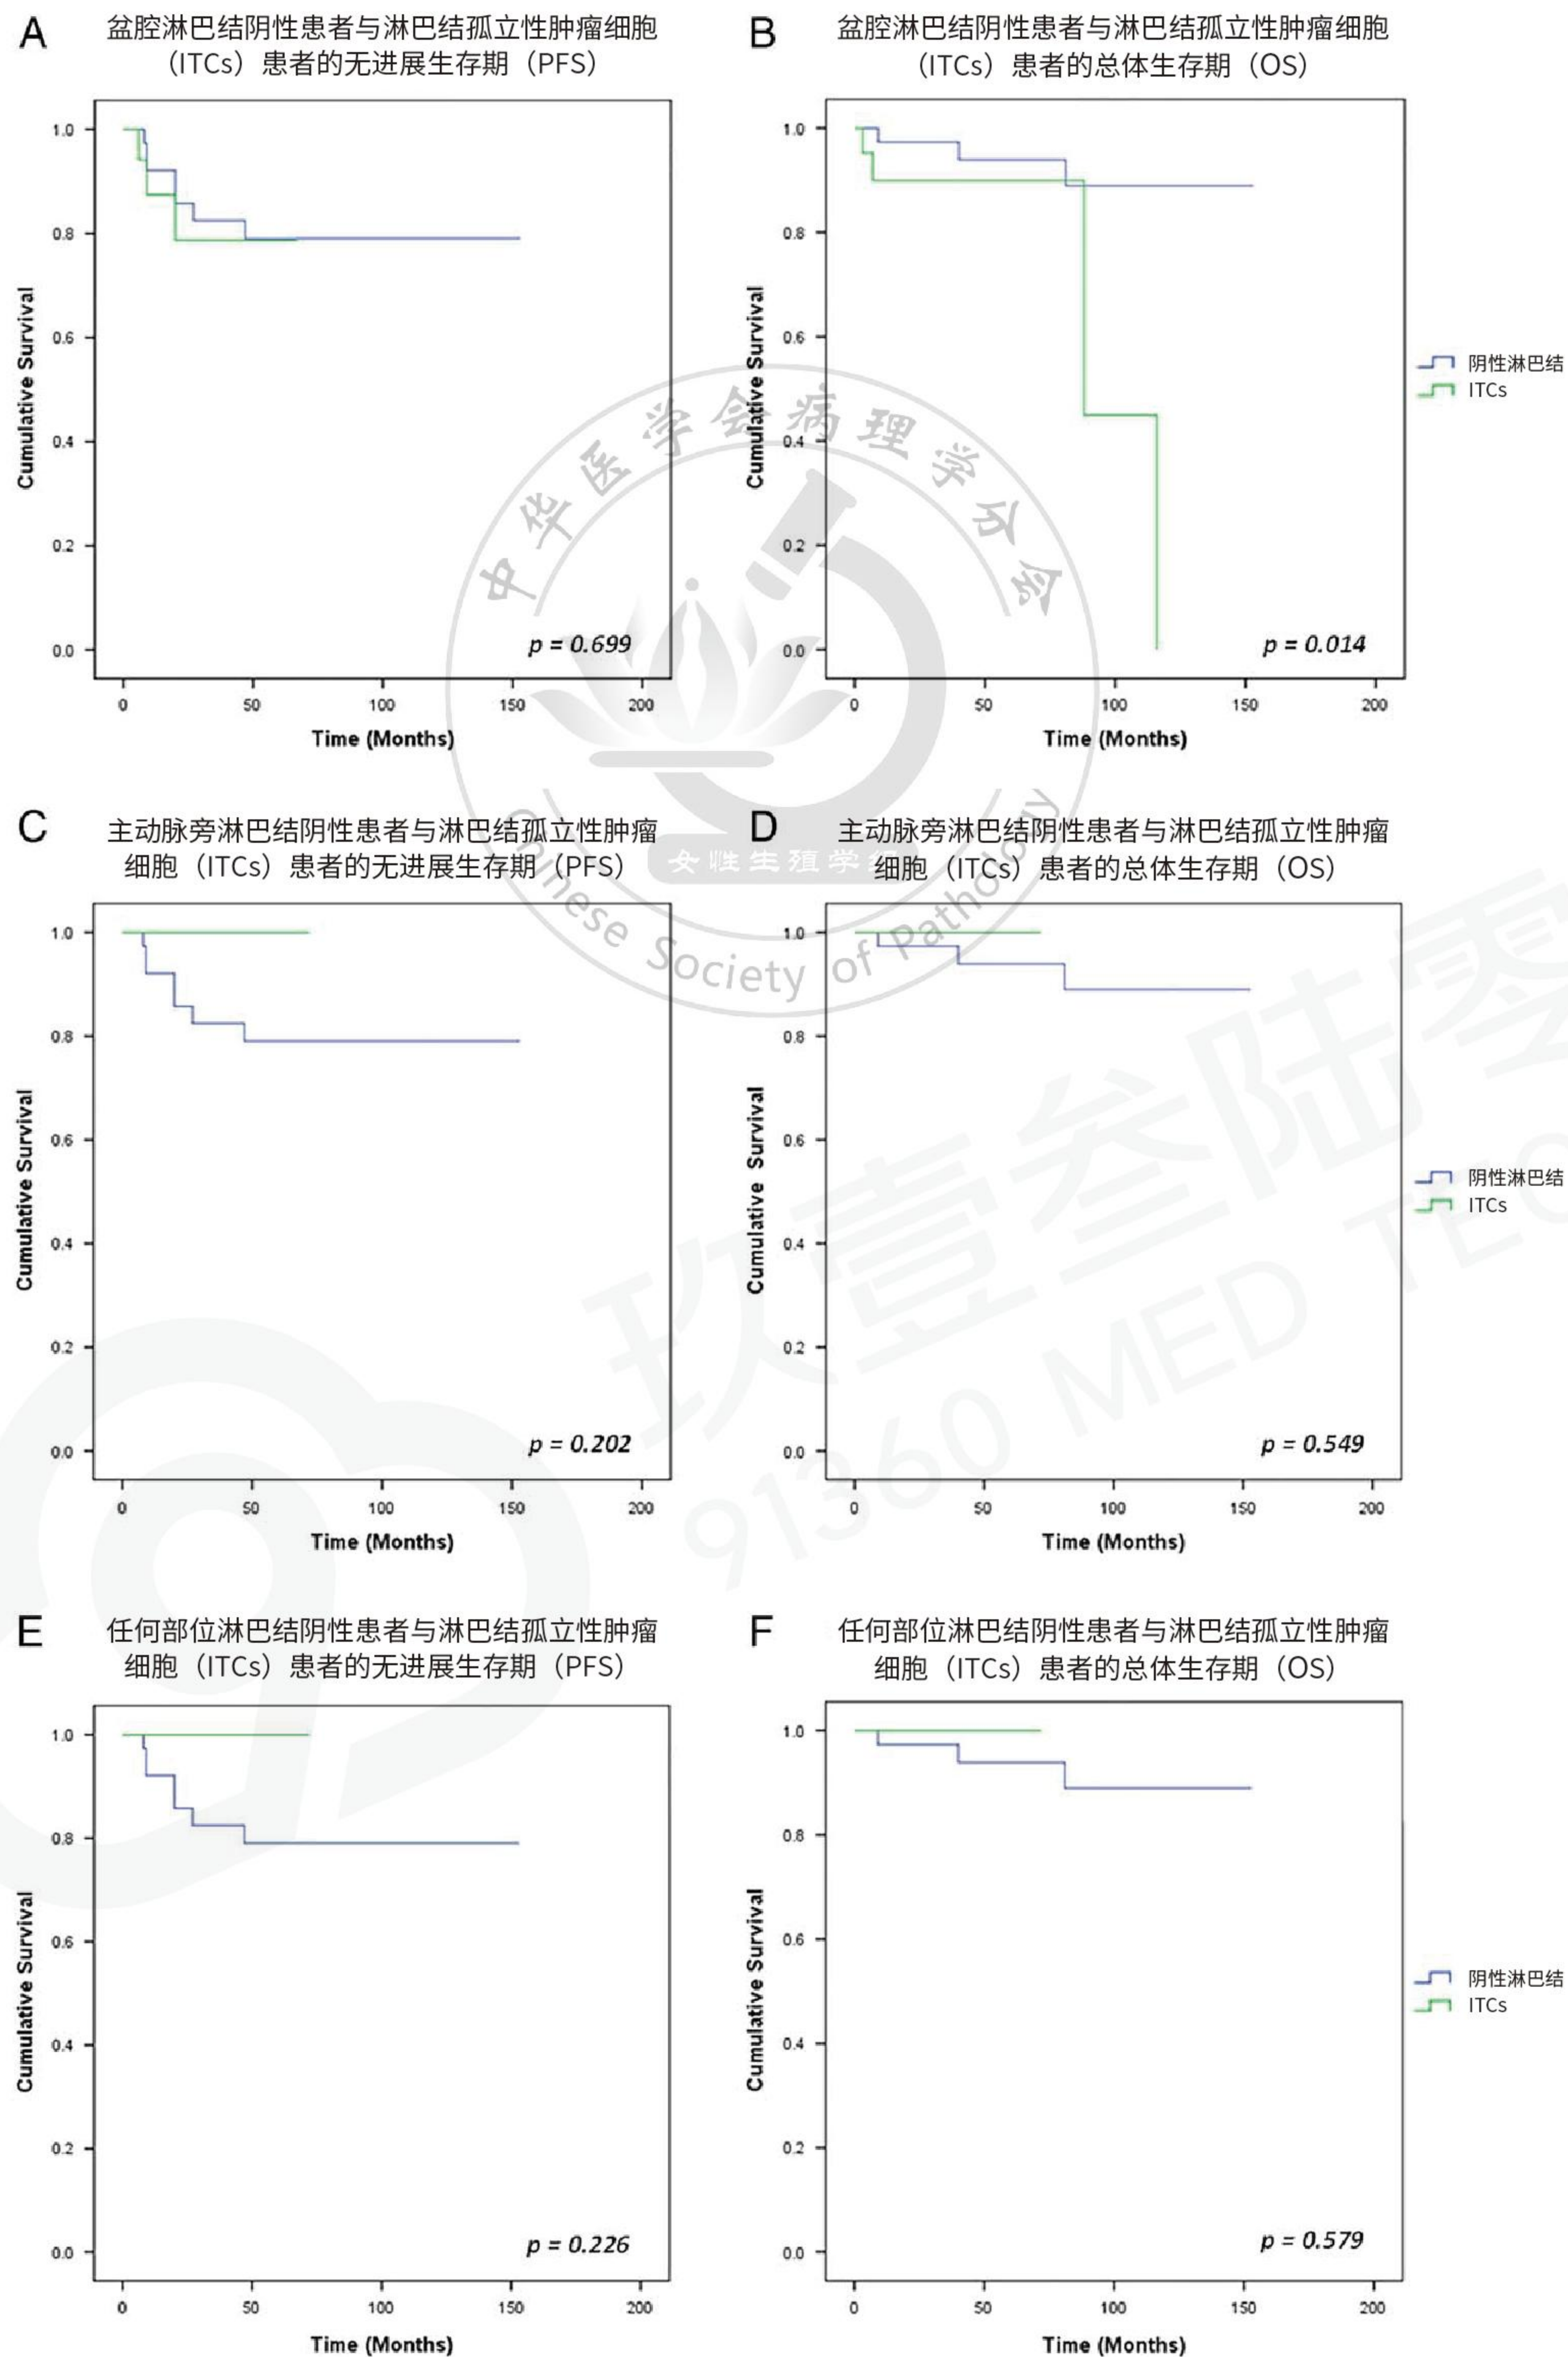 A
盆腔淋巴结阴性患者与淋巴结孤立性肿瘤细胞
（ITCs）患者的无进展生存期（PFS）
1.0
0.8
0.6
0.4
0.2
0.0
Cumulative Survival
p = 0.699
0 50 100 150 200
Time (Months)
B
盆腔淋巴结阴性患者与淋巴结孤立性肿瘤细胞
（ITCs）患者的总体生存期（OS）
1.0
0.8
0.6
0.4
0.2
0.0
Cumulative Survival
p = 0.014
0 50 100 150 200
Time (Months)
阴性淋巴结
ITCs
C
主动脉旁淋巴结阴性患者与淋巴结孤立性肿瘤
细胞（ITCs）患者的无进展生存期（PFS）
1.0
0.8
0.6
0.4
0.2
0.0
Cumulative Survival
p = 0.202
0 50 100 150 200
Time (Months)
D
主动脉旁淋巴结阴性患者与淋巴结孤立性肿瘤
细胞（ITCs）患者的总体生存期（OS）
1.0
0.8
0.6
0.4
0.2
0.0
Cumulative Survival
p = 0.549
0 50 100 150 200
Time (Months)
阴性淋巴结
ITCs
E
任何部位淋巴结阴性患者与淋巴结孤立性肿瘤
细胞（ITCs）患者的无进展生存期（PFS）
1.0
0.8
0.6
0.4
0.2
0.0
Cumulative Survival
p = 0.226
0 50 100 150 200
Time (Months)
F
任何部位淋巴结阴性患者与淋巴结孤立性肿瘤
细胞（ITCs）患者的总体生存期（OS）
1.0
0.8
0.6
0.4
0.2
0.0
Cumulative Survival
p = 0.579
0 50 100 150 200
Time (Months)
阴性淋巴结
ITCs
中华医学会病理学分会
女性生殖学组
Chinese Society of Pathology
玖壹叁陆零
91360 MED TEC